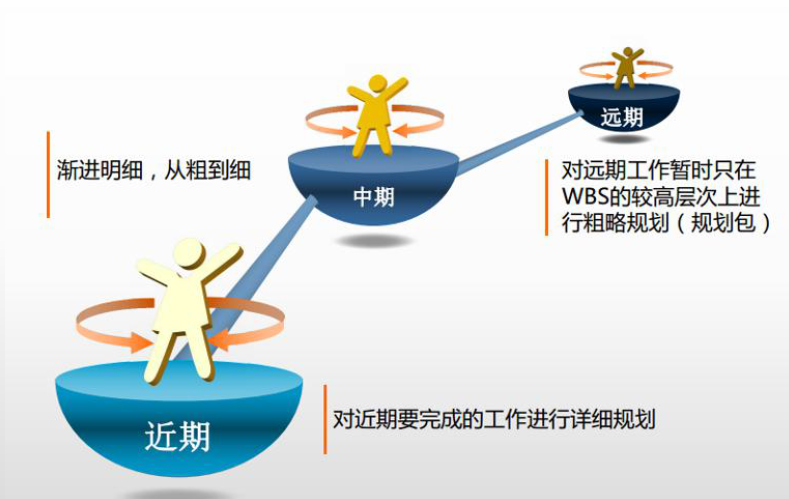 远期
渐进明细，从粗到细
中期
对远期工作暂时只在
WBS的较高层次上进
行粗略规划（规划包）
近期
对近期要完成的工作进行详细规划